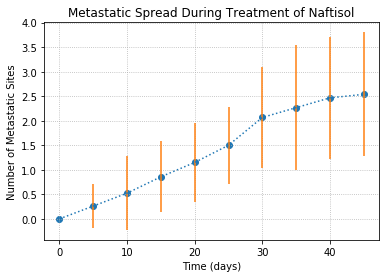 Metastatic Spread During Treatment of Naftisol
Number of Metastatic Sites
4.0
3.5
3.0
2.5
2.0
1.5
1.0
0.5
0.0
0 10 20 30 40
Time (days)